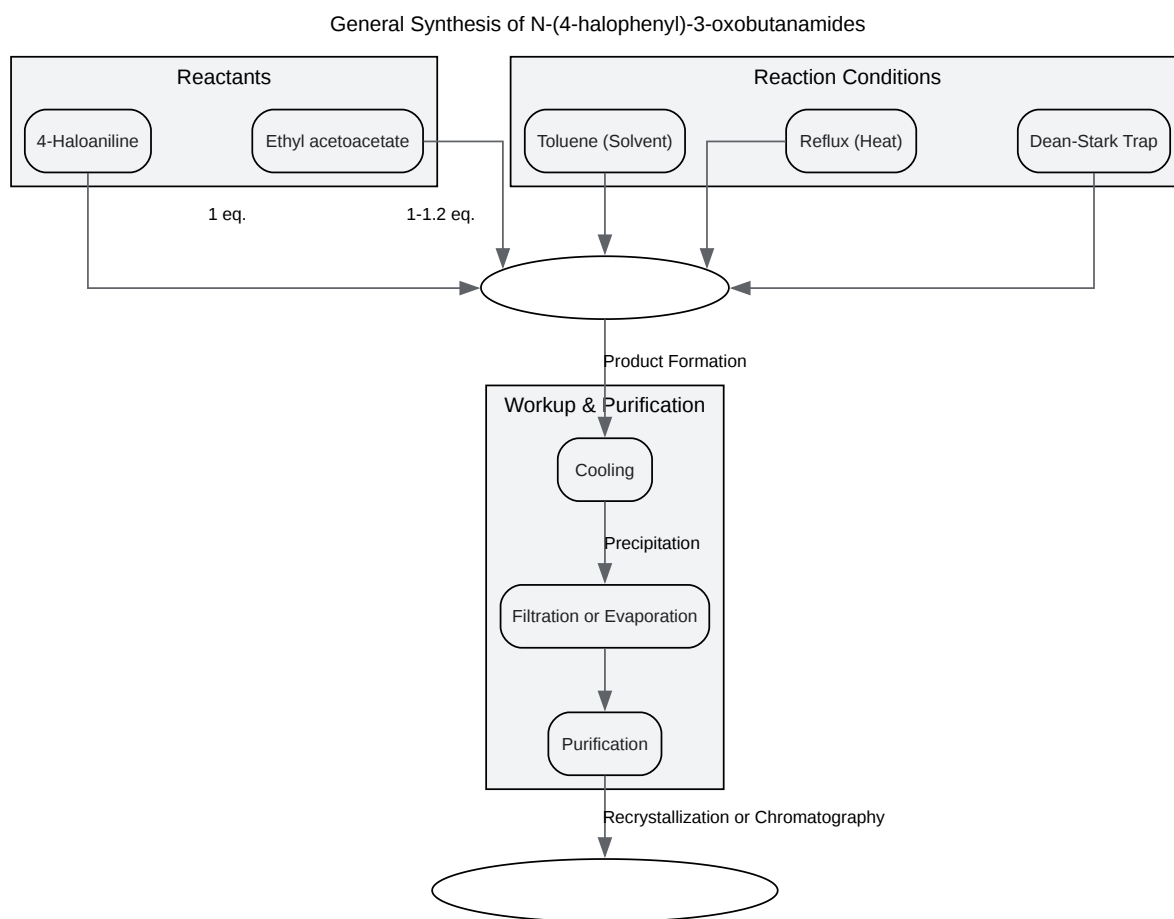 General Synthesis of N-(4-halophenyl)-3-oxobutanamides
Reactants
Reaction Conditions
4-Haloaniline
Ethyl acetoacetate
Toluene (Solvent)
Reflux (Heat)
Dean-Stark Trap
1 eq.
1-1.2 eq.
Product Formation
Workup & Purification
Cooling
Precipitation
Filtration or Evaporation
Purification
Recrystallization or Chromatography